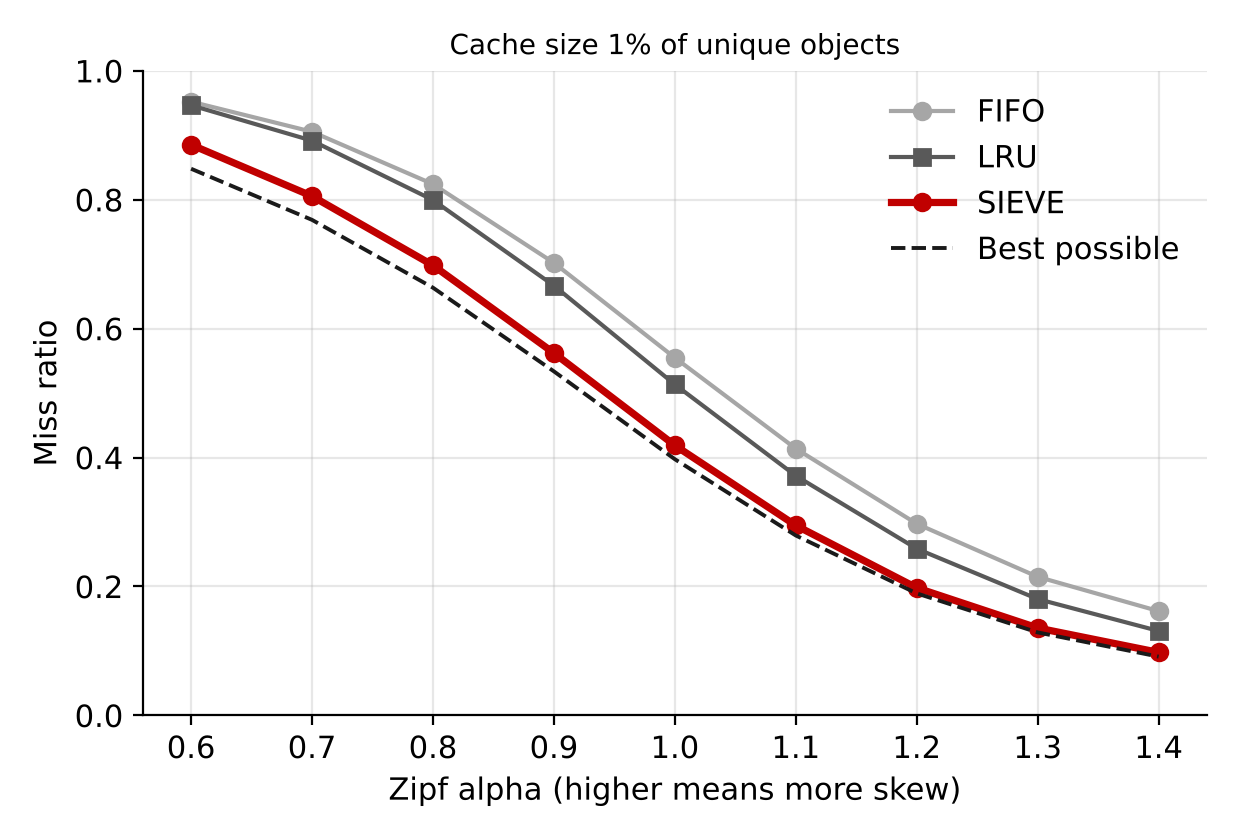 Cache size 1% of unique objects
1.0
0.8
0.6
0.4
0.2
0.0
Miss ratio
FIFO
LRU
SIEVE
Best possible
0.6 0.7 0.8 0.9 1.0 1.1 1.2 1.3 1.4
Zipf alpha (higher means more skew)